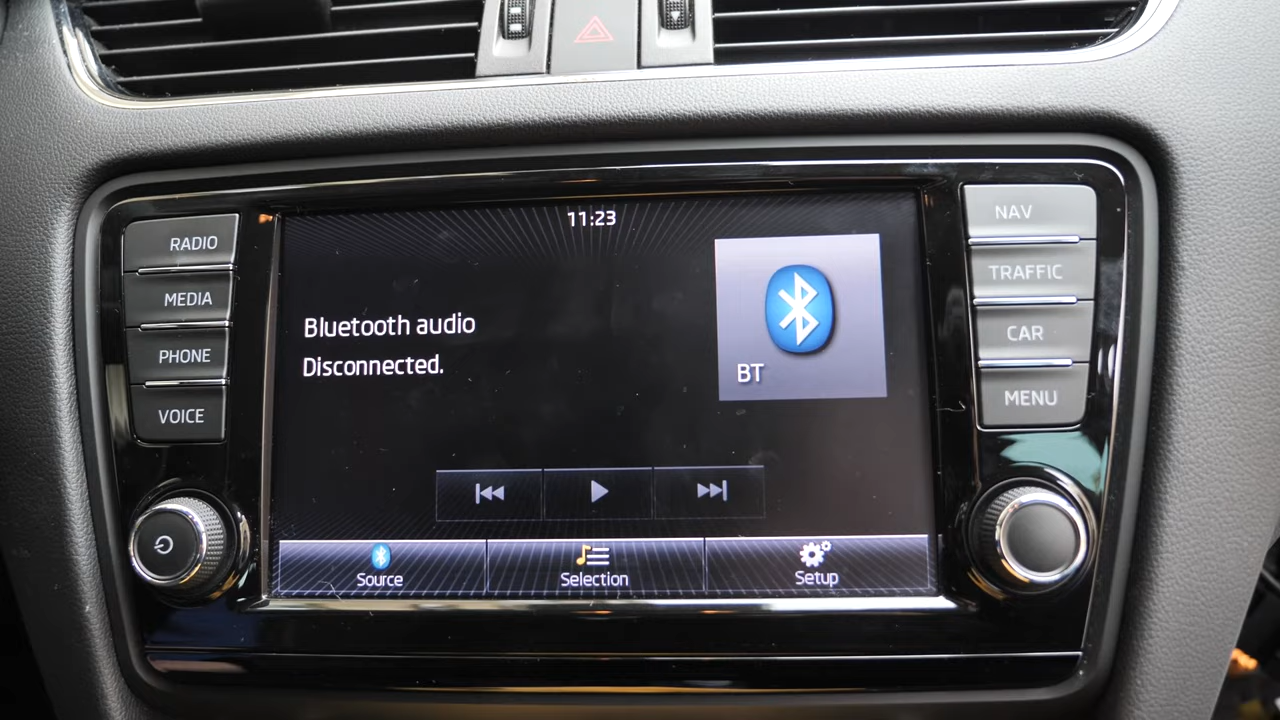 11:23
RADIO
MEDIA
PHONE
VOICE
Bluetooth audio
Disconnected.
BT
Source
Selection
Setup
NAV
TRAFFIC
CAR
MENU